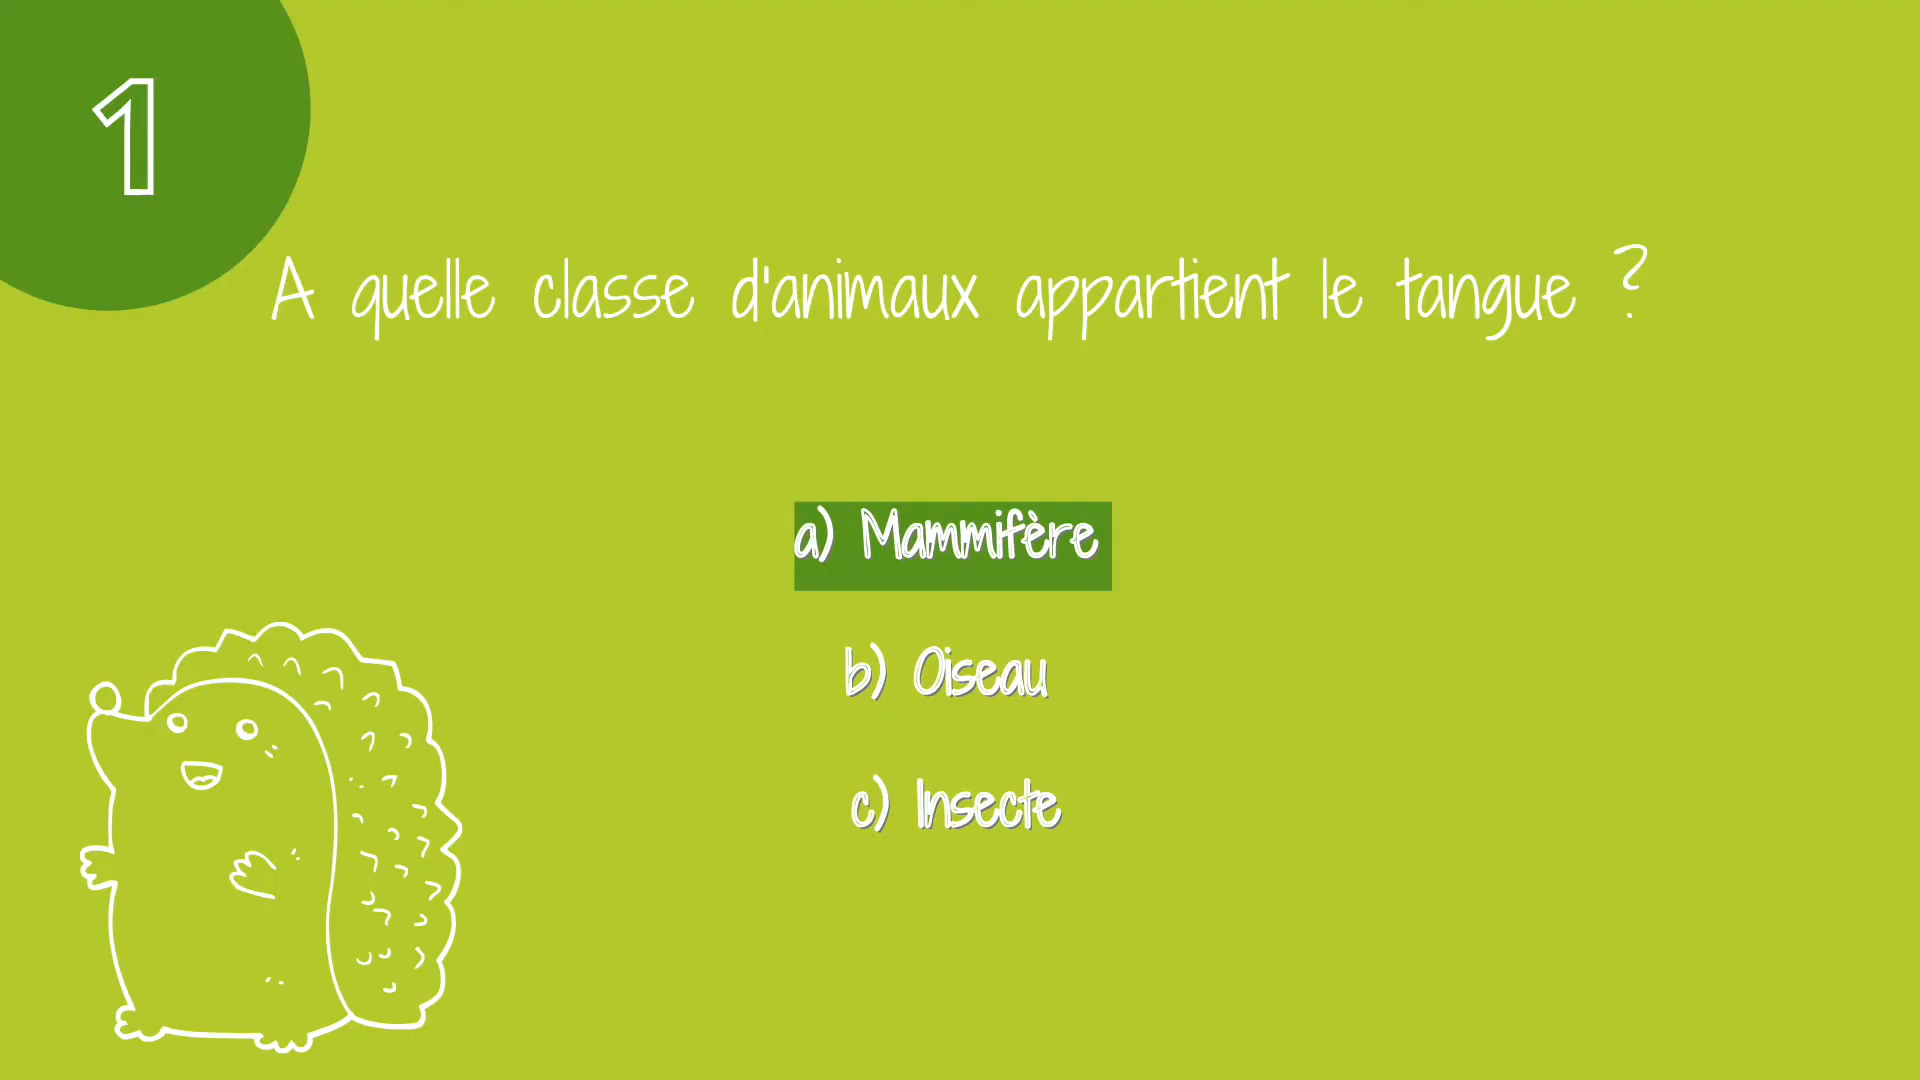 1
A quelle classe d'animaux appartient le tangue ?
a) Mammifère
b) Oiseau
c) Insecte